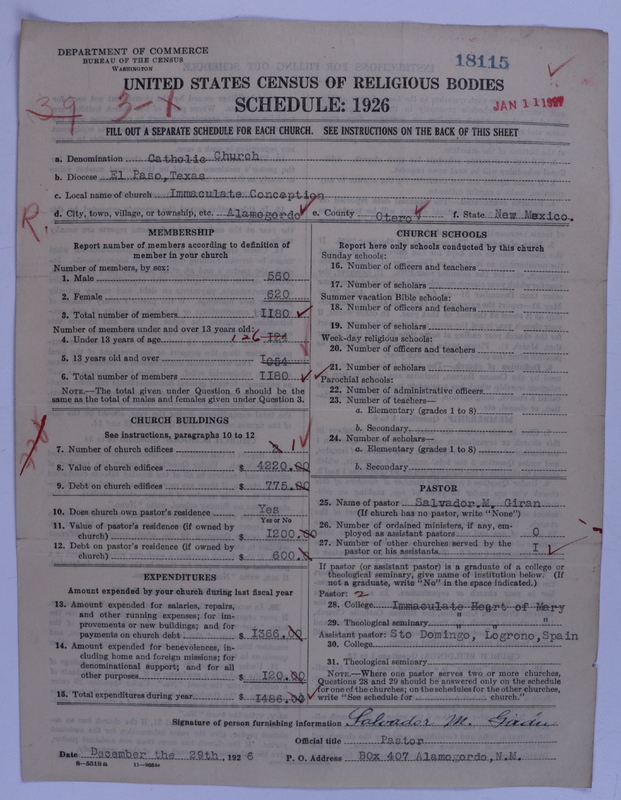 DEPARTMENT OF COMMERCE
BUREAU OF THE CENSUS
WASHINGTON
18115
UNITED STATES CENSUS OF RELIGIOUS BODIES
SCHEDULE: 1926
39 3-1
JAN 11 1927
FILL OUT A SEPARATE SCHEDULE FOR EACH CHURCH. SEE INSTRUCTIONS ON THE BACK OF THIS SHEET
a. Denomination Catholic Church
b. Diocese El Paso,Texas
c. Local name of church Immaculate Conception
d. City, town, village, or township, etc. Alamogordo e. County Otero f. State New Mexico.
R.
MEMBERSHIP
Report number of members according to definition of
member in your church
Number of members, by sex:
1. Male 560
2. Female 620
3. Total number of members II80
Number of members under and over 13 years old:
4. Under 13 years of age 126 I24
5. 13 years old and over I054
6. Total number of members II80
NOTE.—The total given under Question 6 should be the
same as the total of males and females given under Question 3.
CHURCH BUILDINGS
See instructions, paragraphs 10 to 12
7. Number of church edifices 1
8. Value of church edifices $ 4220.00
9. Debt on church edifices $ 775.00
10. Does church own pastor's residence Yes
Yes or No
11. Value of pastor's residence (if owned by
church) $ I200.00
12. Debt on pastor's residence (if owned by
church) $ 600.
EXPENDITURES
Amount expended by your church during last fiscal year
13. Amount expended for salaries, repairs,
and other running expenses; for im-
provements or new buildings; and for
payments on church debt $ I366.00
14. Amount expended for benevolences, in-
cluding home and foreign missions; for
denominational support; and for all
other purposes $ I20.00
15. Total expenditures during year $ I486.00
CHURCH SCHOOLS
Report here only schools conducted by this church
Sunday schools:
16. Number of officers and teachers
17. Number of scholars
Summer vacation Bible schools:
18. Number of officers and teachers
19. Number of scholars
Week-day religious schools:
20. Number of officers and teachers
21. Number of scholars
Parochial schools:
22. Number of administrative officers
23. Number of teachers—
a. Elementary (grades 1 to 8)
b. Secondary
24. Number of scholars—
a. Elementary (grades 1 to 8)
b. Secondary
PASTOR
25. Name of pastor Salvador.M, Giran
(If church has no pastor, write "None")
26. Number of ordained ministers, if any, em-
ployed as assistant pastors 0
27. Number of other churches served by the
pastor or his assistants I
If pastor (or assistant pastor) is a graduate of a college or
theological seminary, give name of institution below. (If
not a graduate, write "No" in the space indicated.)
Pastor: 2
28. College Immaculate Heart of Mary
29. Theological seminary " " "
Assistant pastor: Sto Domingo, Logrono,Spain
30. College
31. Theological seminary
NOTE.—Where one pastor serves two or more churches,
Questions 28 and 29 should be answered only on the schedule
for one of the churches; on the schedules for the other churches,
write "See schedule for church."
Signature of person furnishing information Salvador M. Girán
Official title Pastor
Date December the 29th, 1926 P. O. Address BOx 407 Alamogordo,N.M.
8—5519a